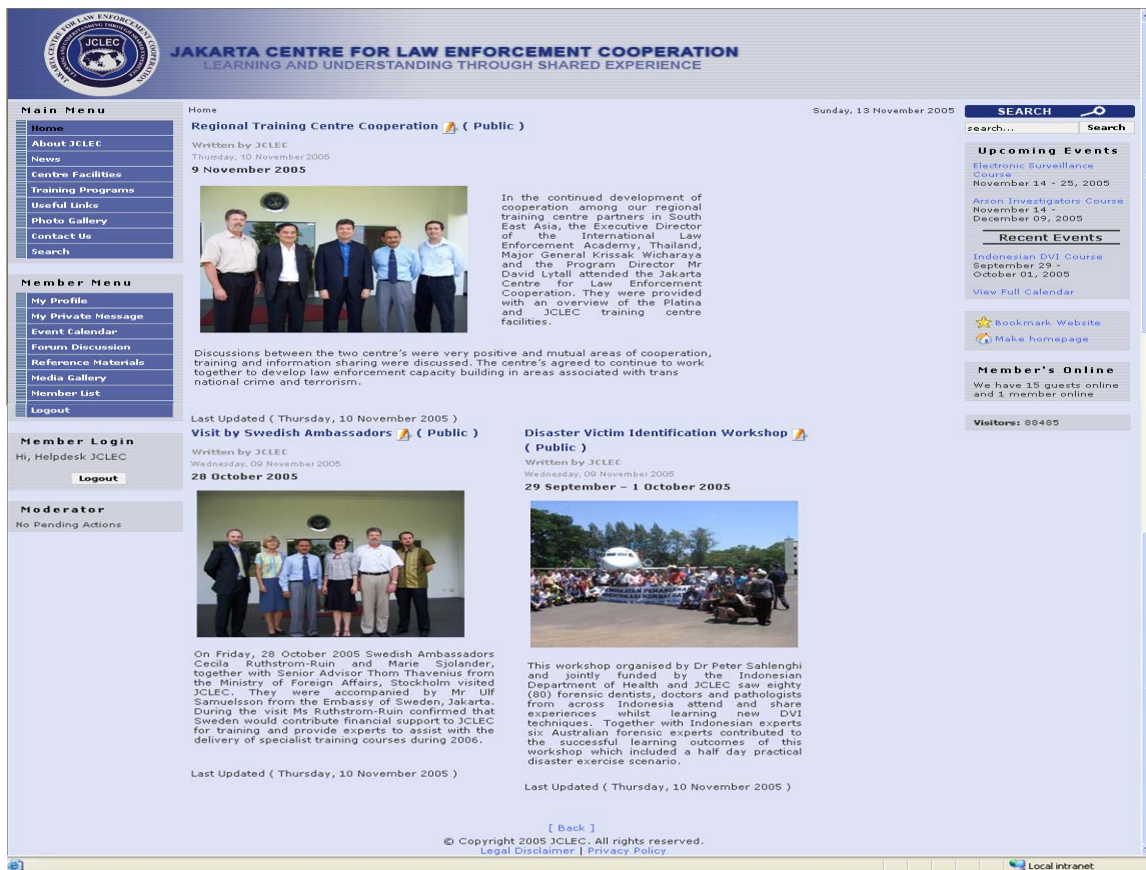 JAKARTA CENTRE FOR LAW ENFORCEMENT COOPERATION
JCLEC
LEARNING AND UNDERSTANDING THROUGH SHARED EXPERIENCE
JAKARTA CENTRE FOR LAW ENFORCEMENT COOPERATION
LEARNING AND UNDERSTANDING THROUGH SHARED EXPERIENCE
Main Menu
Home
About JCLEC
News
Centre Facilities
Training Programs
Useful Links
Photo Gallery
Contact Us
Search
Member Menu
My Profile
My Private Message
Event Calendar
Forum Discussion
Reference Materials
Media Gallery
Member List
Logout
Member Login
Hi, Helpdesk JCLEC
Logout
Moderator
No Pending Actions
Home
Sunday, 13 November 2005
Regional Training Centre Cooperation ( Public )
Written by JCLEC
Thursday, 10 November 2005
9 November 2005
In the continued development of
cooperation among our regional
training centre partners in South
East Asia, the Executive Director
of the International Law
Enforcement Academy, Thailand,
Major General Krissak Wicharaya
and the Program Director Mr
David Lytall attended the Jakarta
Centre for Law Enforcement
Cooperation. They were provided
with an overview of the Platina
and JCLEC training centre
facilities.
Discussions between the two centre's were very positive and mutual areas of cooperation,
training and information sharing were discussed. The centre's agreed to continue to work
together to develop law enforcement capacity building in areas associated with trans
national crime and terrorism.
Last Updated ( Thursday, 10 November 2005 )
Visit by Swedish Ambassadors ( Public )
Written by JCLEC
Wednesday, 09 November 2005
28 October 2005
On Friday, 28 October 2005 Swedish Ambassadors
Cecila Ruthstrom-Ruin and Marie Sjolander,
together with Senior Advisor Thom Thavenius from
the Ministry of Foreign Affairs, Stockholm visited
JCLEC. They were accompanied by Mr Ulf
Samuelsson from the Embassy of Sweden, Jakarta.
During the visit Ms Ruthstrom-Ruin confirmed that
Sweden would contribute financial support to JCLEC
for training and provide experts to assist with the
delivery of specialist training courses during 2006.
Last Updated ( Thursday, 10 November 2005 )
Disaster Victim Identification Workshop
( Public )
Written by JCLEC
Wednesday, 09 November 2005
29 September – 1 October 2005
This workshop organised by Dr Peter Sahlenghi
and jointly funded by the Indonesian
Department of Health and JCLEC saw eighty
(80) forensic dentists, doctors and pathologists
from across Indonesia attend and share
experiences whilst learning new DVI
techniques. Together with Indonesian experts
six Australian forensic experts contributed to
the successful learning outcomes of this
workshop which included a half day practical
disaster exercise scenario.
Last Updated ( Thursday, 10 November 2005 )
SEARCH
search...
Search
Upcoming Events
Electronic Surveillance
Course
November 14 - 25, 2005
Arson Investigators Course
November 14 -
December 09, 2005
Recent Events
Indonesian DVI Course
September 29 -
October 01, 2005
View Full Calendar
Bookmark Website
Make homepage
Member's Online
We have 15 guests online
and 1 member online
Visitors: 88485
[ Back ]
© Copyright 2005 JCLEC. All rights reserved.
Legal Disclaimer | Privacy Policy
Local intranet